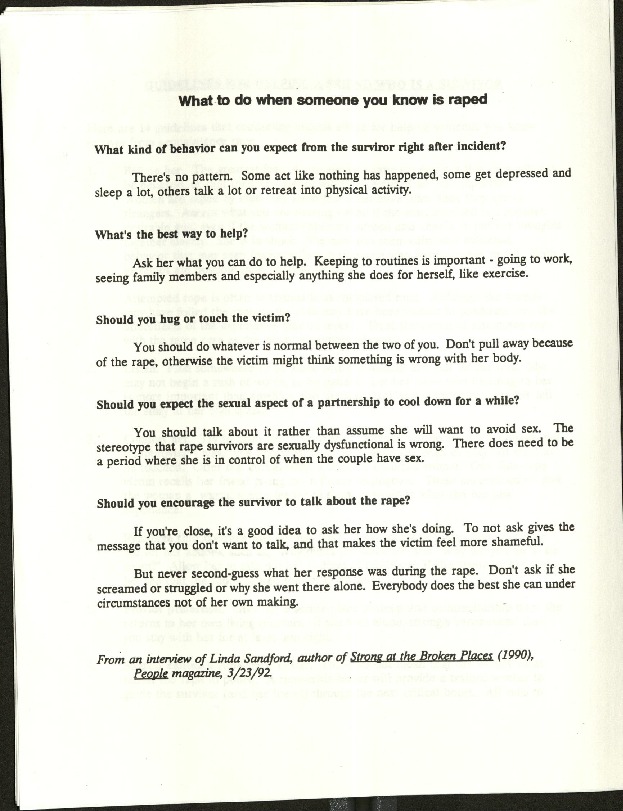 What to do when someone you know is raped
What kind of behavior can you expect from the surviror right after incident?
There's no pattern. Some act like nothing has happened, some get depressed and
sleep a lot, others talk a lot or retreat into physical activity.
What's the best way to help?
Ask her what you can do to help. Keeping to routines is important - going to work,
seeing family members and especially anything she does for herself, like exercise.
Should you hug or touch the victim?
You should do whatever is normal between the two of you. Don't pull away because
of the rape, otherwise the victim might think something is wrong with her body.
Should you expect the sexual aspect of a partnership to cool down for a while?
You should talk about it rather than assume she will want to avoid sex. The
stereotype that rape survivors are sexually dysfunctional is wrong. There does need to be
a period where she is in control of when the couple have sex.
Should you encourage the survivor to talk about the rape?
If you're close, it's a good idea to ask her how she's doing. To not ask gives the
message that you don't want to talk, and that makes the victim feel more shameful.
But never second-guess what her response was during the rape. Don't ask if she
screamed or struggled or why she went there alone. Everybody does the best she can under
circumstances not of her own making.
From an interview of Linda Sandford, author of Strong at the Broken Places (1990),
People magazine, 3/23/92.